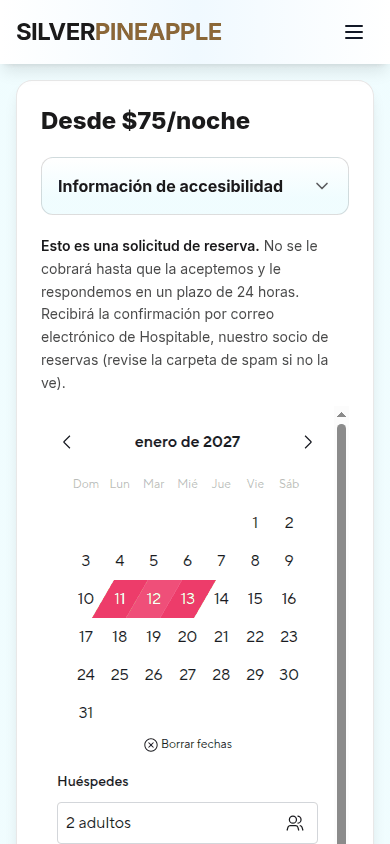 SILVERPINEAPPLE
Desde $75/noche
Información de accesibilidad
Esto es una solicitud de reserva. No se le
cobrará hasta que la aceptemos y le
respondemos en un plazo de 24 horas.
Recibirá la confirmación por correo
electrónico de Hospitable, nuestro socio de
reservas (revise la carpeta de spam si no la
ve).
enero de 2027
Dom Lun Mar Mié Jue Vie Sáb
1 2
3 4 5 6 7 8 9
10 11 12 13 14 15 16
17 18 19 20 21 22 23
24 25 26 27 28 29 30
31
Borrar fechas
Huéspedes
2 adultos